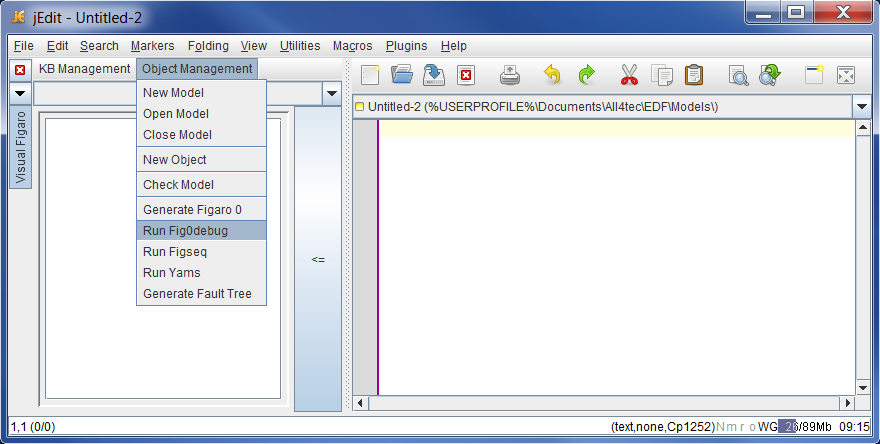 jEdit - Untitled-2
File Edit Search Markers Folding View Utilities Macros Plugins Help
KB Management Object Management
Visual Figaro
New Model
Open Model
Close Model
New Object
Check Model
Generate Figaro 0
Run Fig0debug
Run Figseq
Run Yams
Generate Fault Tree
<=
Untitled-2 (%USERPROFILE%\Documents\All4tec\EDF\Models\)
1,1 (0/0)
(text,none,Cp1252)N m r o WG 26/89Mb 09:15